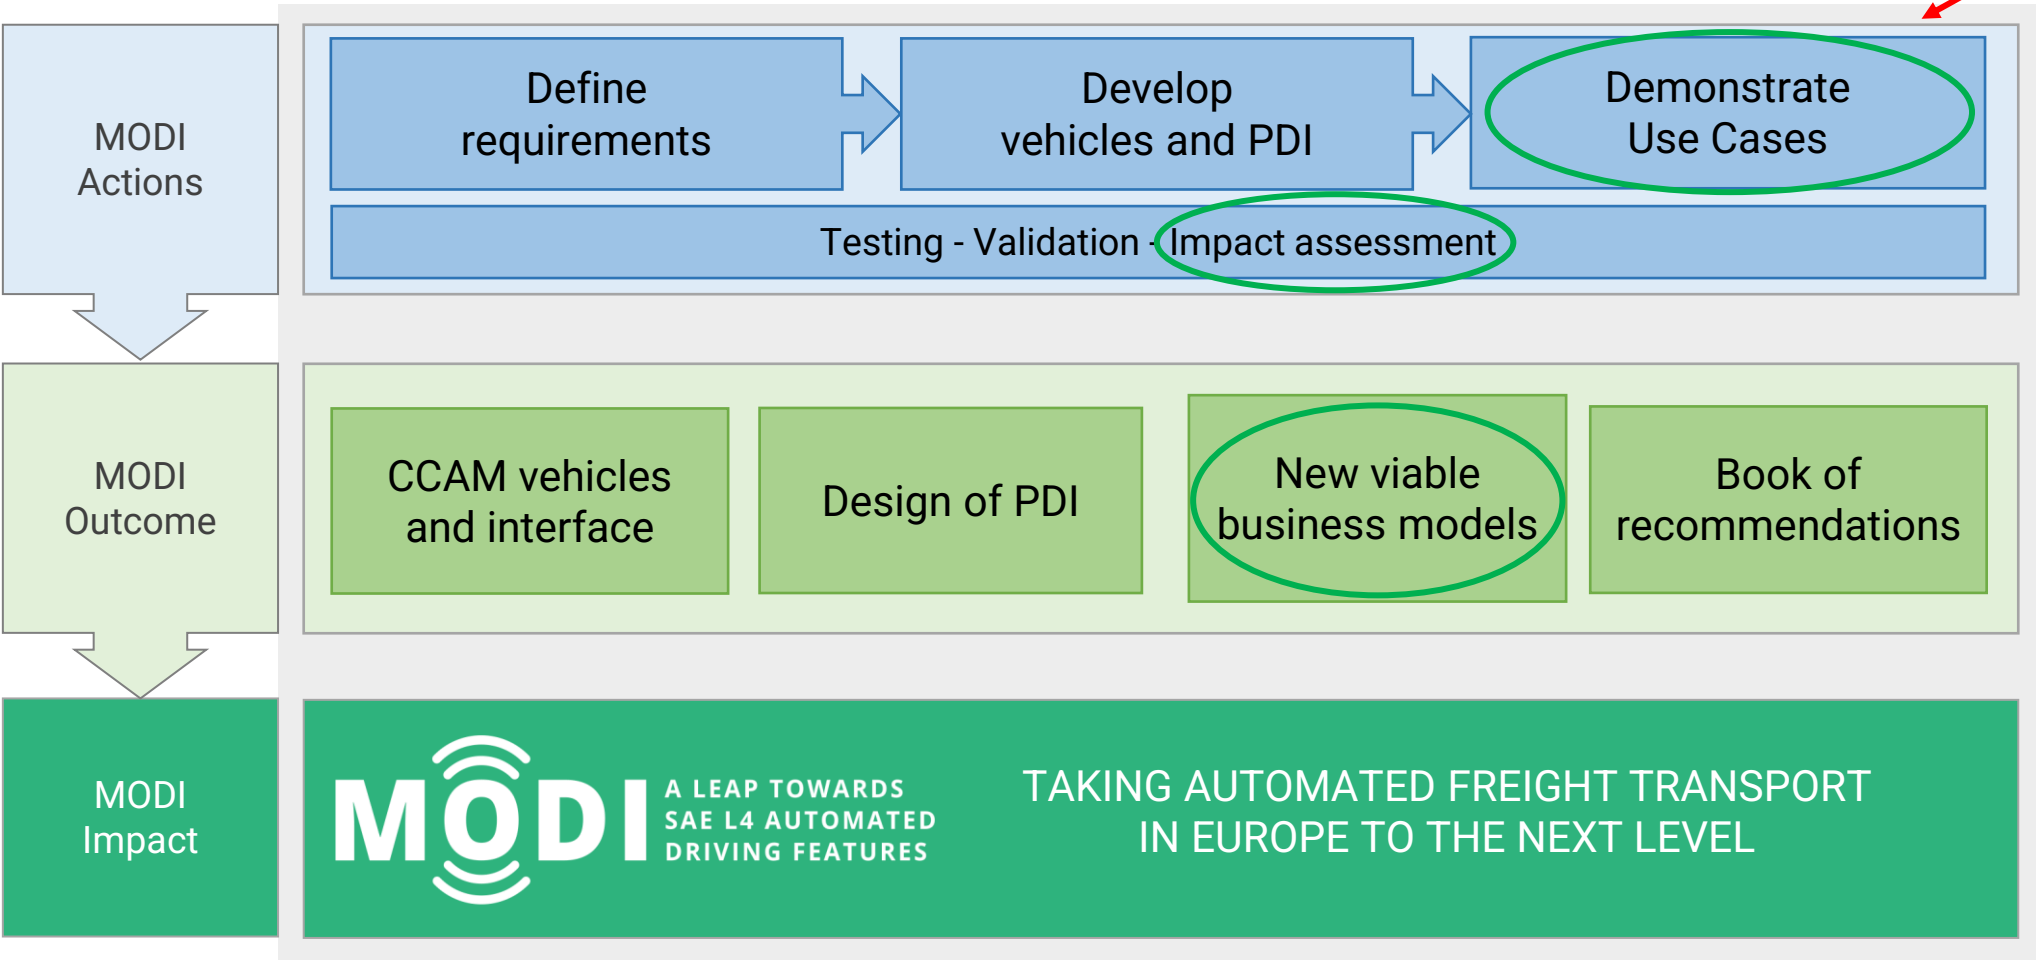 MODI
Actions
Define
requirements
Develop
vehicles and PDI
Demonstrate
Use Cases
Testing - Validation - Impact assessment
MODI
Outcome
CCAM vehicles
and interface
Design of PDI
New viable
business models
Book of
recommendations
MODI
Impact
MODI
A LEAP TOWARDS
SAE L4 AUTOMATED
DRIVING FEATURES
TAKING AUTOMATED FREIGHT TRANSPORT
IN EUROPE TO THE NEXT LEVEL